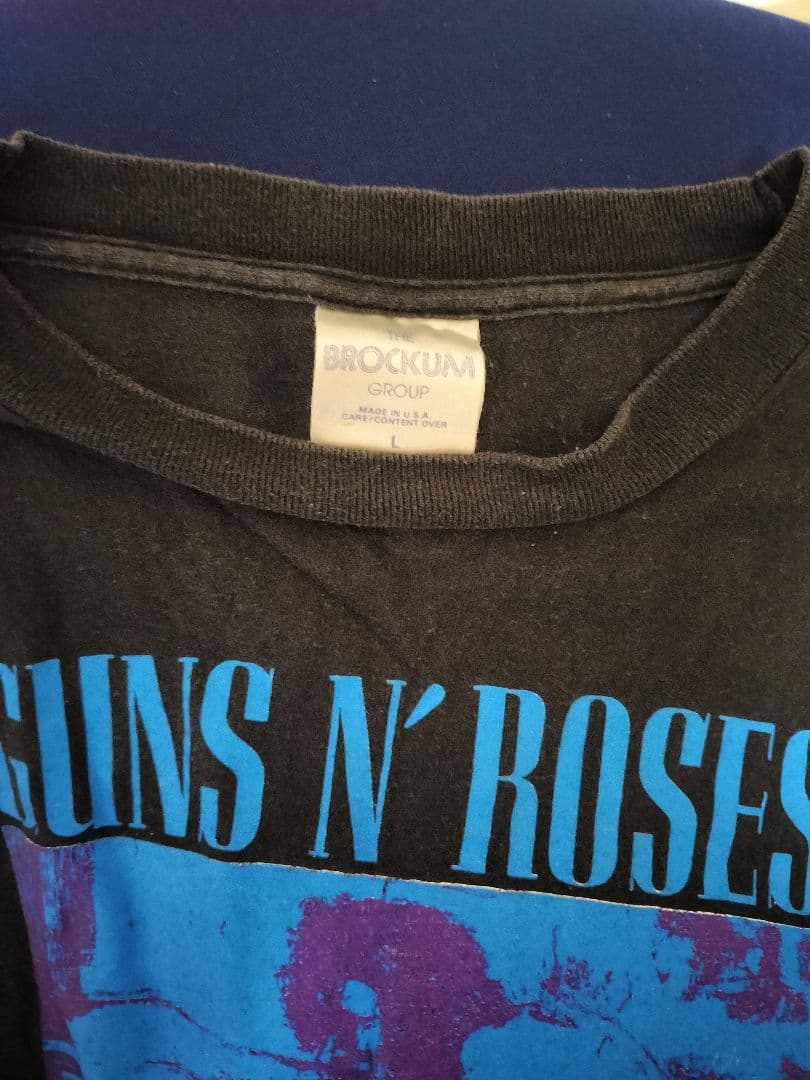 THE
BROCKUM
GROUP
MADE IN U.S.A
CARE/CONTENT OVER
L
GUNS N' ROSES